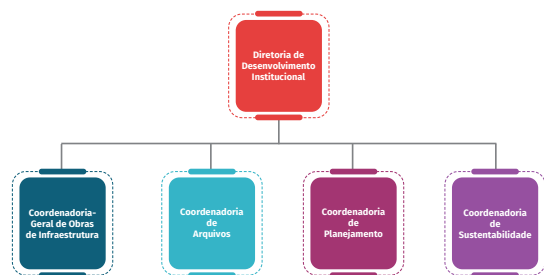 Diretoria de
Desenvolvimento
Institucional
Coordenadoria-
Geral de Obras
de Infraestrutura
Coordenadoria
de
Arquivos
Coordenadoria
de
Planejamento
Coordenadoria
de
Sustentabilidade